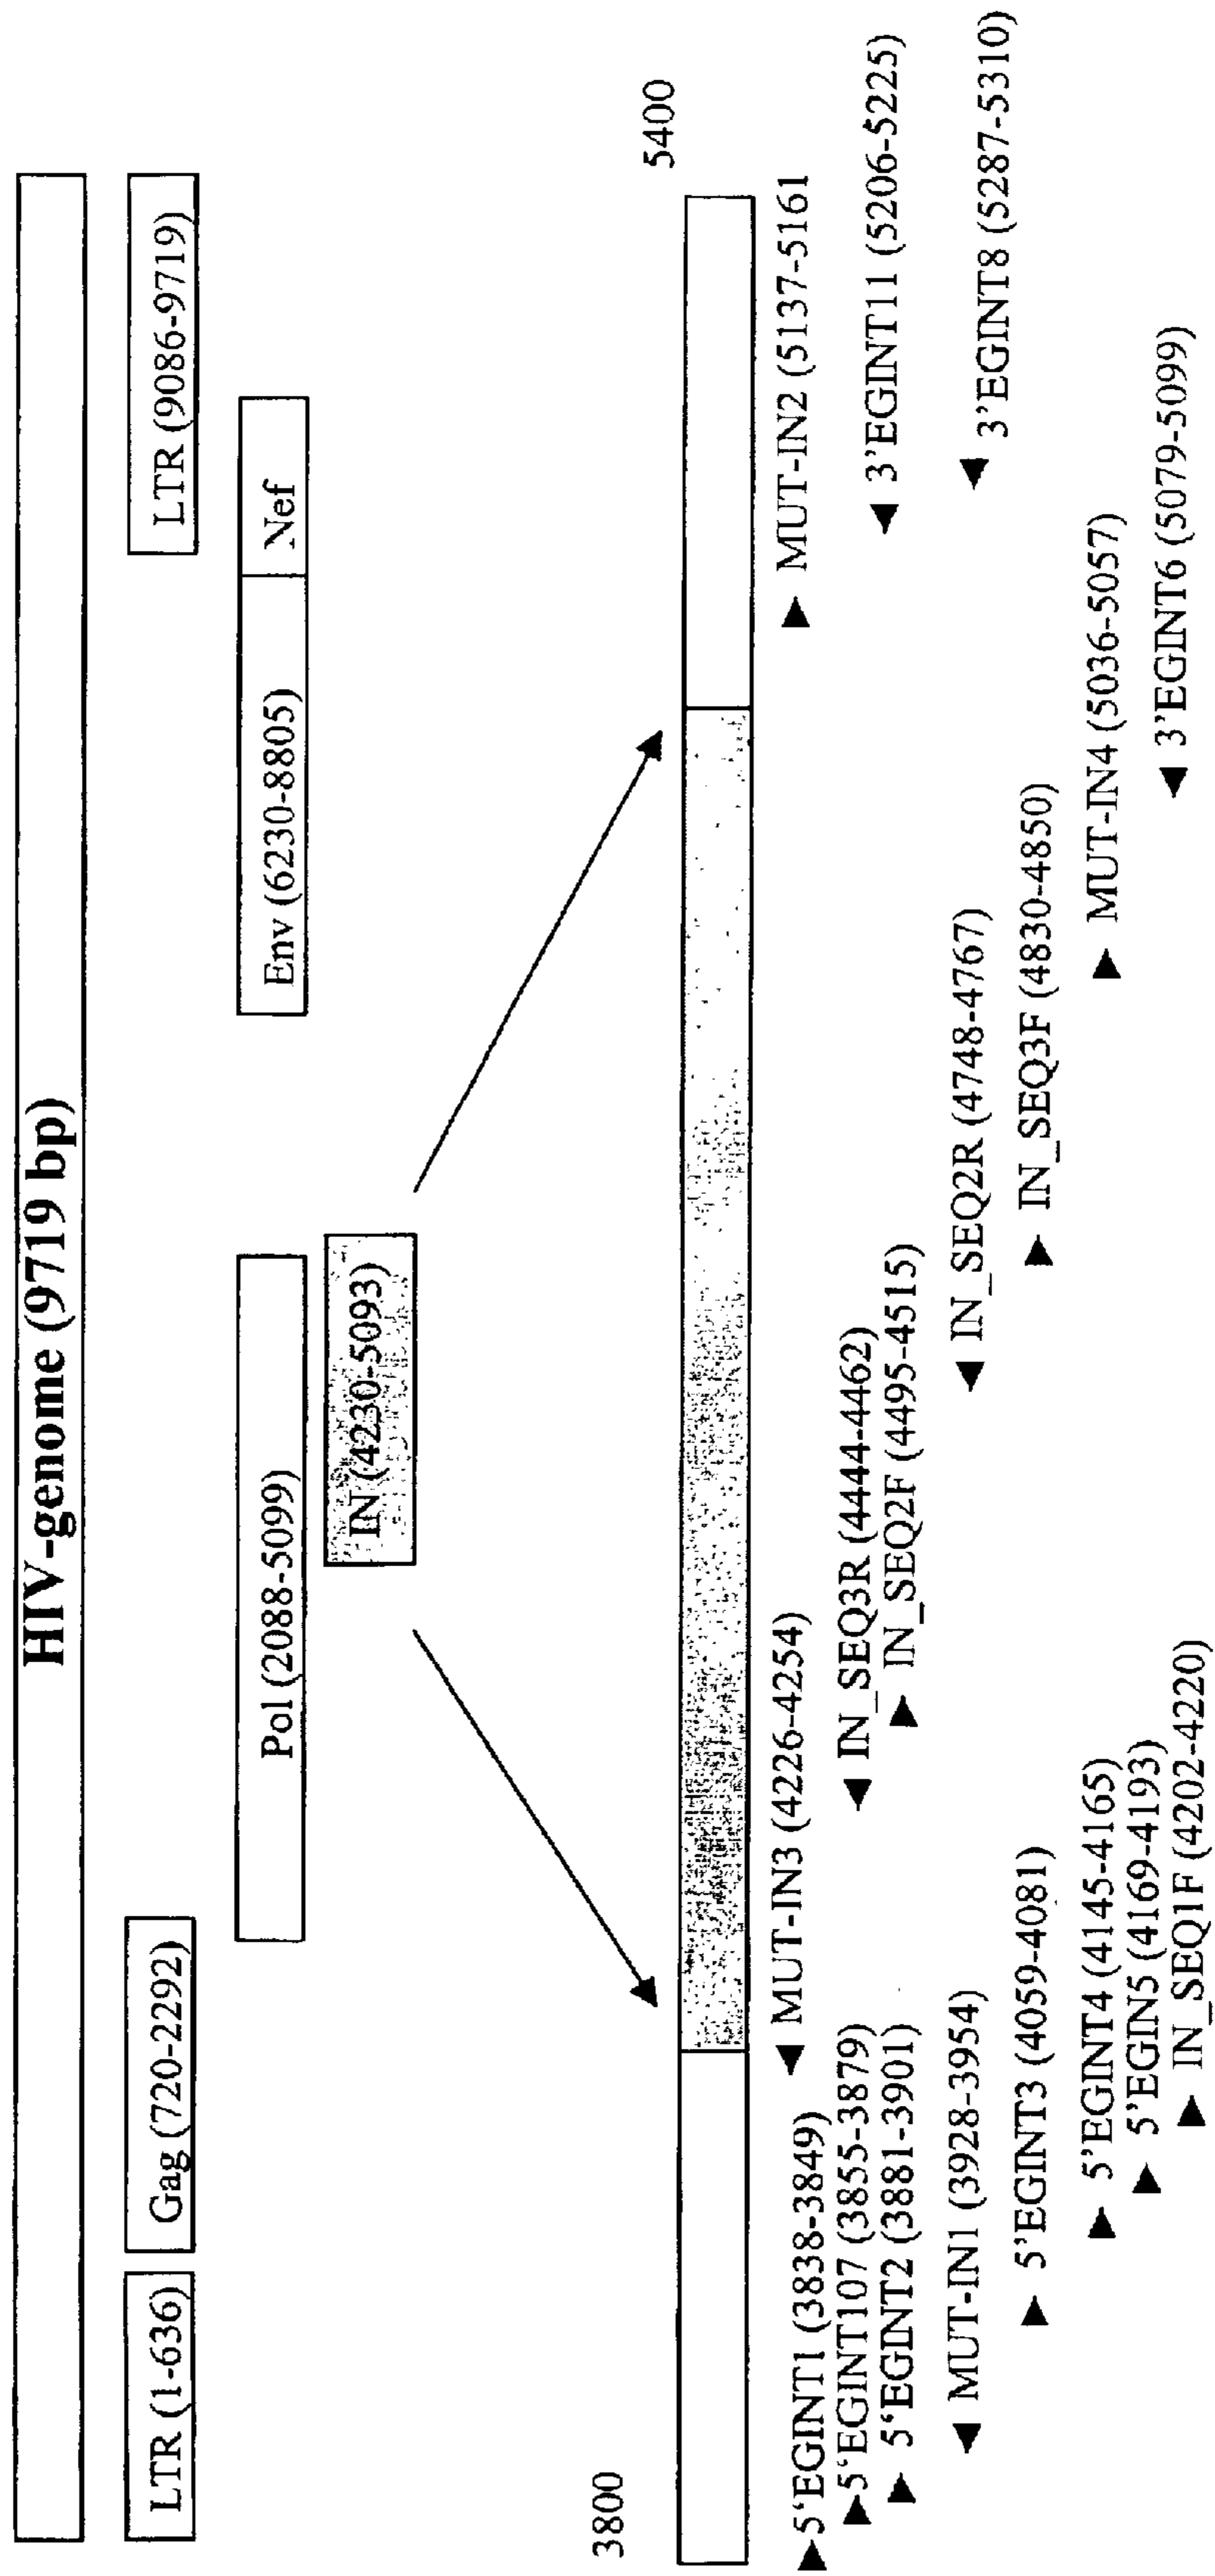 HIV-genome (9719 bp)
LTR (1-636)
Gag (720-2292)
LTR (9086-9719)
Pol (2088-5099)
Env (6230-8805)
Nef
IN (4230-5093)
3800
5400
▶5‘EGINT1 (3838-3849)
◀ MUT-IN3 (4226-4254)
▶ MUT-IN2 (5137-5161
▶5‘EGINT107 (3855-3879)
◀ IN_SEQ3R (4444-4462)
◀ 3’EGINT11 (5206-5225)
▶ 5‘EGINT2 (3881-3901)
▶ IN_SEQ2F (4495-4515)
◀ MUT-IN1 (3928-3954)
◀ IN_SEQ2R (4748-4767)
◀ 3’EGINT8 (5287-5310)
▶ 5’EGINT3 (4059-4081)
▶ IN_SEQ3F (4830-4850)
▶ 5’EGINT4 (4145-4165)
▶ MUT-IN4 (5036-5057)
▶ 5’EGIN5 (4169-4193)
◀ 3’EGINT6 (5079-5099)
▶ IN_SEQ1F (4202-4220)